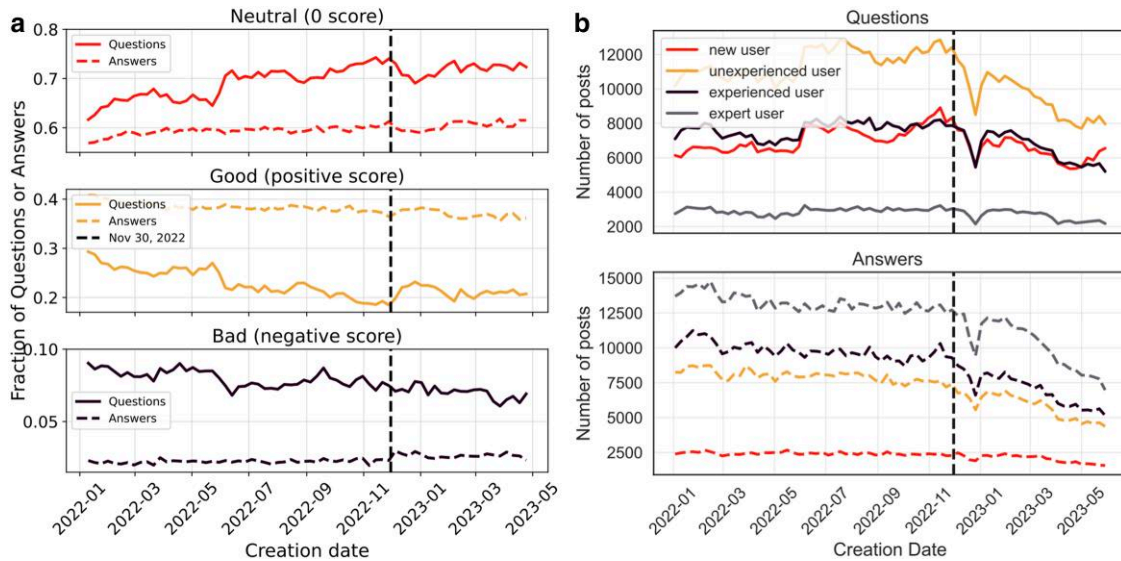 a
Neutral (0 score)
0.8
0.7
0.6
Questions
Answers
Good (positive score)
0.4
0.3
0.2
Questions
Answers
Nov 30, 2022
Bad (negative score)
0.10
0.05
Questions
Answers
Fraction of Questions or Answers
2022-01
2022-03
2022-05
2022-07
2022-09
2022-11
2023-01
2023-03
2023-05
Creation date
b
Questions
12000
10000
8000
6000
4000
2000
Number of posts
new user
unexperienced user
experienced user
expert user
Answers
15000
12500
10000
7500
5000
2500
Number of posts
2022-01
2022-03
2022-05
2022-07
2022-09
2022-11
2023-01
2023-03
2023-05
Creation Date